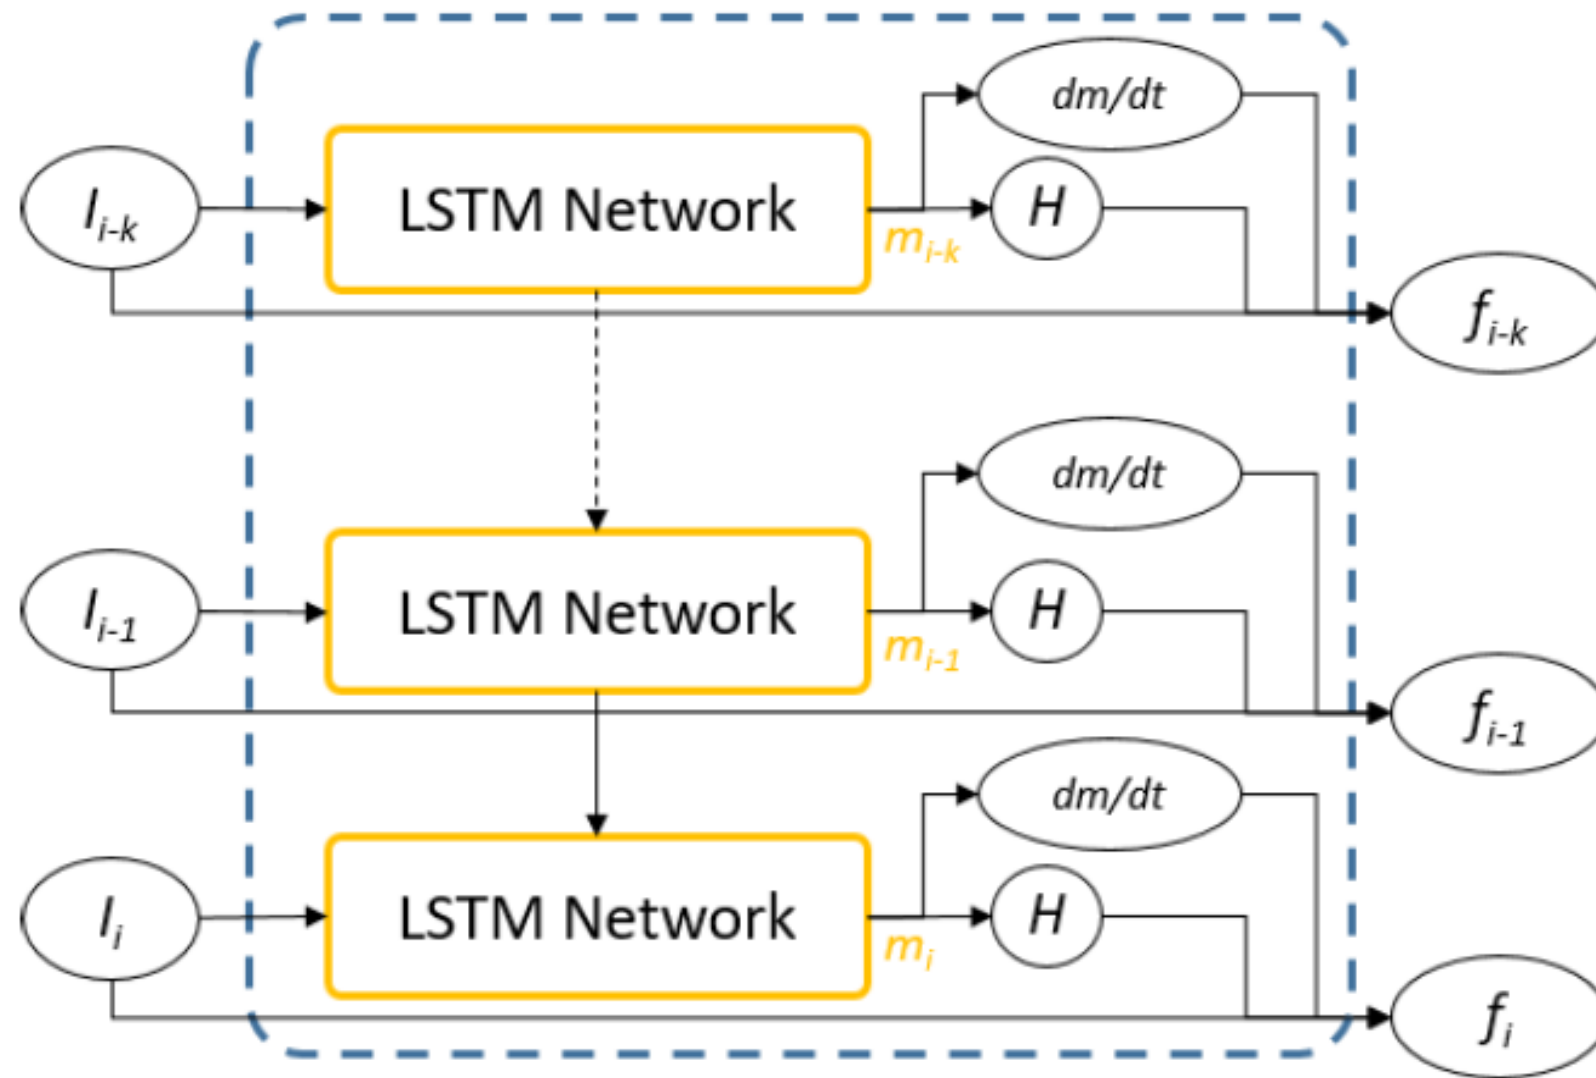 dm/dt
I_{i-k}
LSTM Network
m_{i-k}
H
f_{i-k}
dm/dt
I_{i-1}
LSTM Network
m_{i-1}
H
f_{i-1}
dm/dt
I_i
LSTM Network
m_i
H
f_i